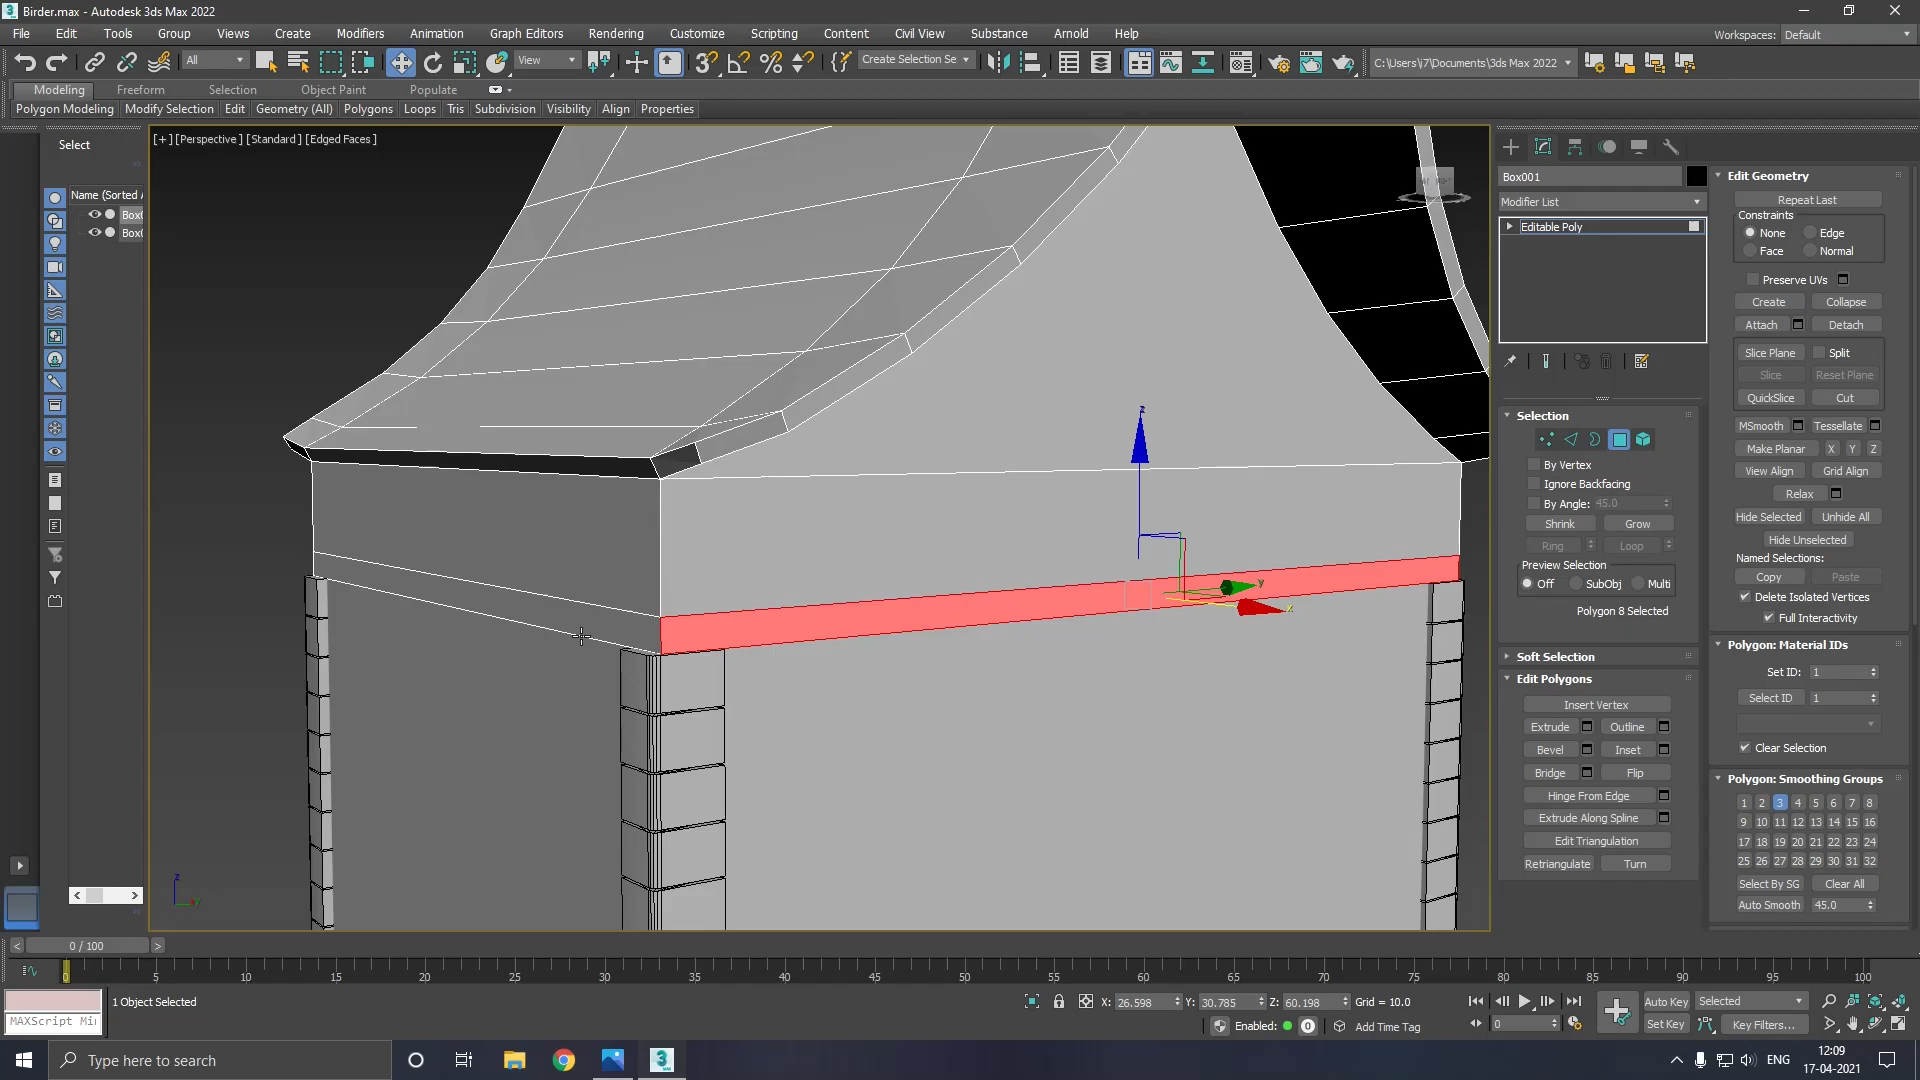 Birder.max - Autodesk 3ds Max 2022
File Edit Tools Group Views Create Modifiers Animation Graph Editors Rendering Customize Scripting Content Civil View Substance Arnold Help
Workspaces: Default
All View Create Selection Se C:\Users\i7\Documents\3ds Max 2022
Modeling Freeform Selection Object Paint Populate
Polygon Modeling Modify Selection Edit Geometry (All) Polygons Loops Tris Subdivision Visibility Align Properties
Select
Name (Sorted A
Box0
Box0
[+] [Perspective] [Standard] [Edged Faces]
z
y
x
z
Box001
Modifier List
Editable Poly
Selection
By Vertex
Ignore Backfacing
By Angle: 45.0
Shrink Grow
Ring Loop
Preview Selection
Off SubObj Multi
Polygon 8 Selected
Soft Selection
Edit Polygons
Insert Vertex
Extrude Outline
Bevel Inset
Bridge Flip
Hinge From Edge
Extrude Along Spline
Edit Triangulation
Retriangulate Turn
Edit Geometry
Repeat Last
Constraints
None Edge
Face Normal
Preserve UVs
Create Collapse
Attach Detach
Slice Plane Split
Slice Reset Plane
QuickSlice Cut
MSmooth Tessellate
Make Planar X Y Z
View Align Grid Align
Relax
Hide Selected Unhide All
Hide Unselected
Named Selections:
Copy Paste
Delete Isolated Vertices
Full Interactivity
Polygon: Material IDs
Set ID: 1
Select ID 1
Clear Selection
Polygon: Smoothing Groups
1 2 3 4 5 6 7 8
9 10 11 12 13 14 15 16
17 18 19 20 21 22 23 24
25 26 27 28 29 30 31 32
Select By SG Clear All
Auto Smooth 45.0
< >
< 0 / 100 >
0 5 10 15 20 25 30 35 40 45 50 55 60 65 70 75 80 85 90 95 100
1 Object Selected
MAXScript Mi
X: 26.598 Y: 30.785 Z: 60.198 Grid = 10.0
Enabled: 0 Add Time Tag
0
Auto Key Selected
Set Key Key Filters...
Type here to search
ENG
12:09
17-04-2021